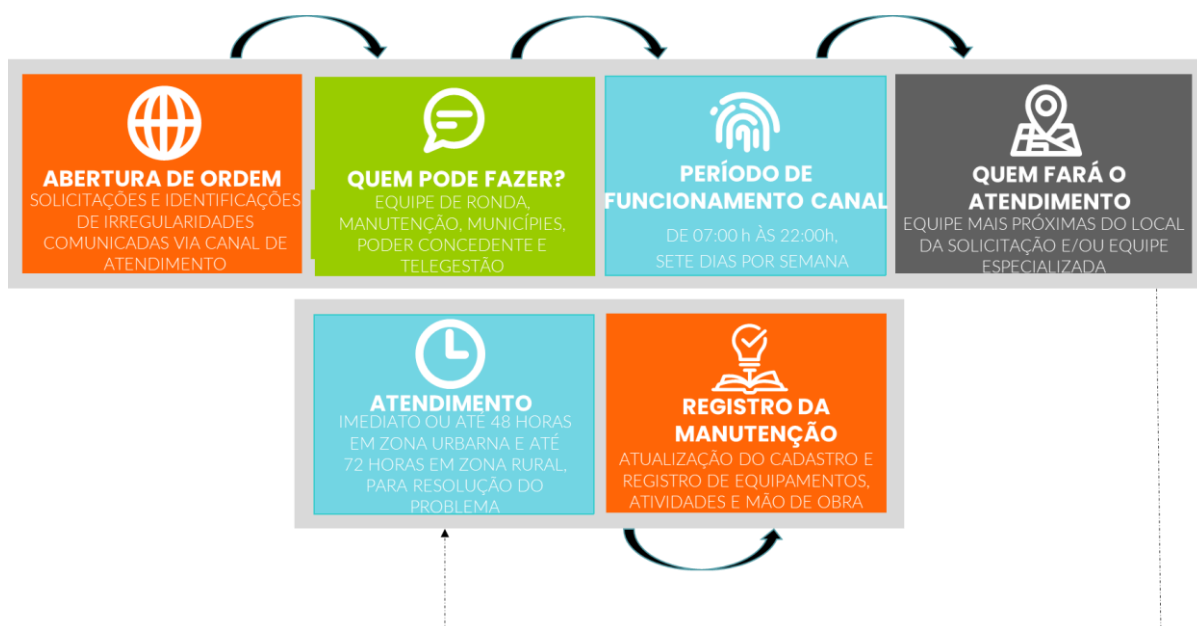 ABERTURA DE ORDEM
SOLICITAÇÕES E IDENTIFICAÇÕES
DE IRREGULARIDADES
COMUNICADAS VIA CANAL DE
ATENDIMENTO
QUEM PODE FAZER?
EQUIPE DE RONDA,
MANUTENÇÃO, MUNICÍPIES,
PODER CONCEDENTE E
TELEGESTÃO
PERÍODO DE
FUNCIONAMENTO CANAL
DE 07:00 h ÀS 22:00h,
SETE DIAS POR SEMANA
QUEM FARÁ O
ATENDIMENTO
EQUIPE MAIS PRÓXIMAS DO LOCAL
DA SOLICITAÇÃO E/OU EQUIPE
ESPECIALIZADA
ATENDIMENTO
IMEDIATO OU ATÉ 48 HORAS
EM ZONA URBARNA E ATÉ
72 HORAS EM ZONA RURAL,
PARA RESOLUÇÃO DO
PROBLEMA
REGISTRO DA
MANUTENÇÃO
ATUALIZAÇÃO DO CADASTRO E
REGISTRO DE EQUIPAMENTOS,
ATIVIDADES E MÃO DE OBRA